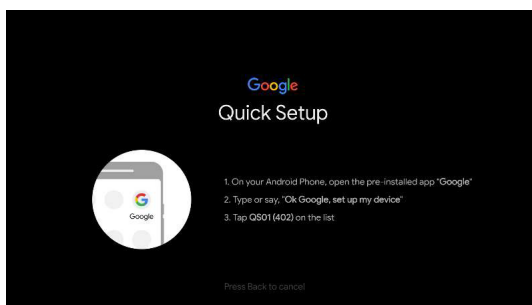 Google
Quick Setup
1. On your Android Phone, open the pre-installed app "Google"
2. Type or say, "Ok Google, set up my device"
3. Tap QS01 (402) on the list
G
Google
Press Back to cancel